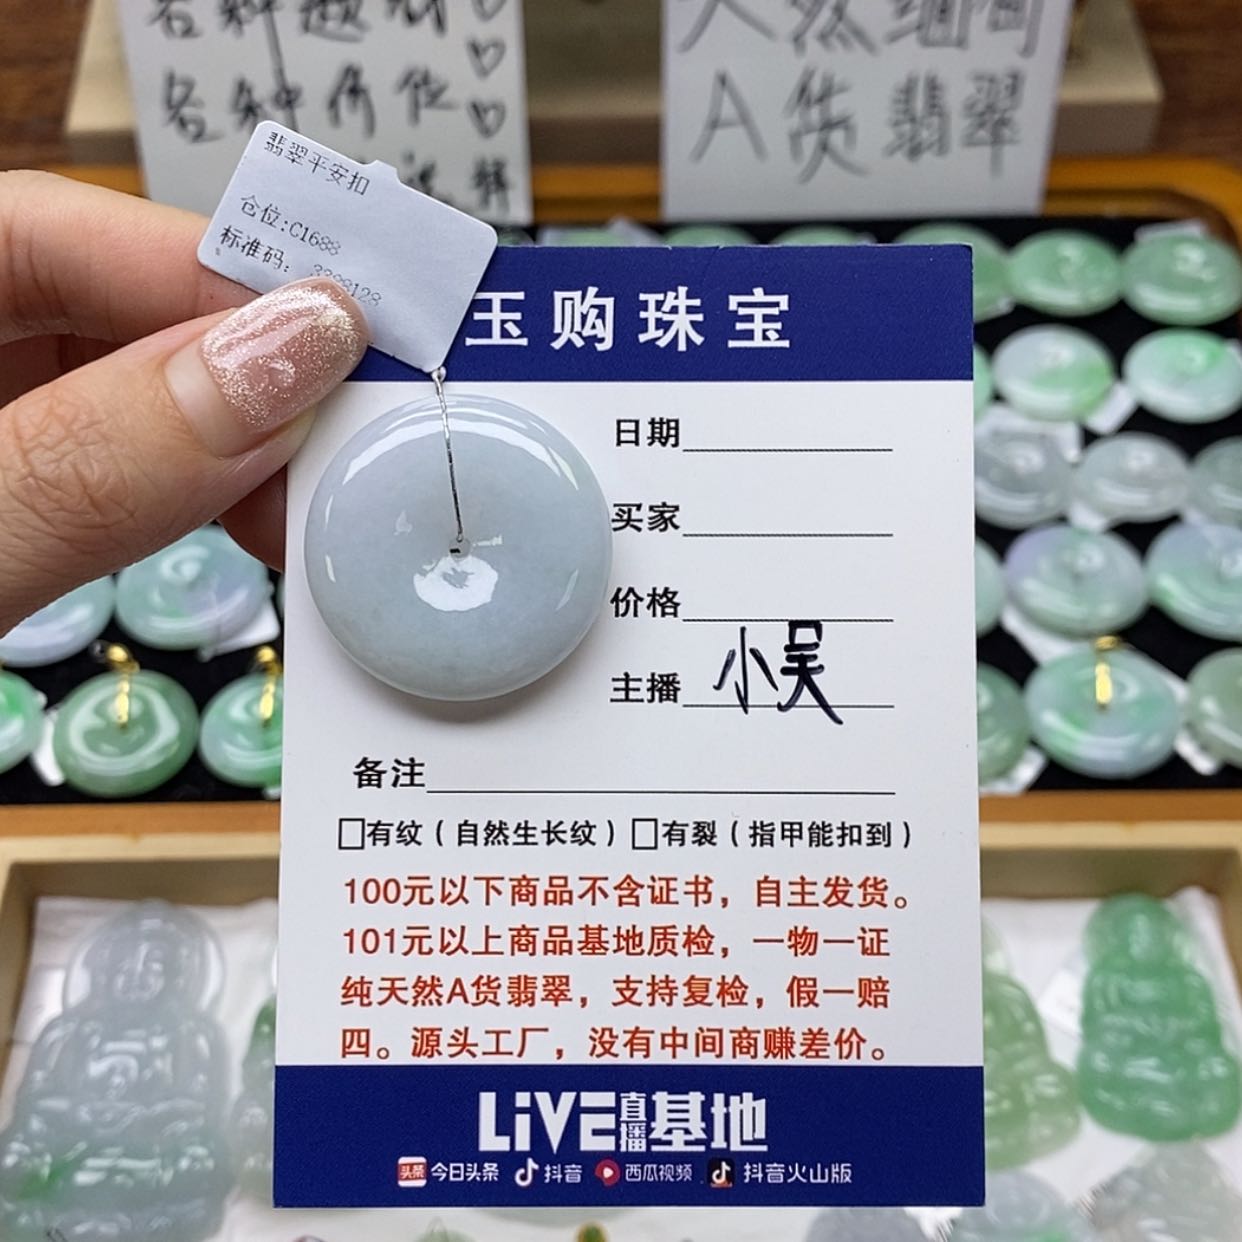 各种价位
天然缅甸
A货翡翠
翡翠平安扣
仓位:C1688
标准码: 3398128
玉购珠宝
日期
买家
价格
主播 小吴
备注
□有纹（自然生长纹）□有裂（指甲能扣到）
100元以下商品不含证书，自主发货。
101元以上商品基地质检，一物一证
纯天然A货翡翠，支持复检，假一赔
四。源头工厂，没有中间商赚差价。
LiVE直播基地
头条 今日头条 抖音 西瓜视频 抖音火山版